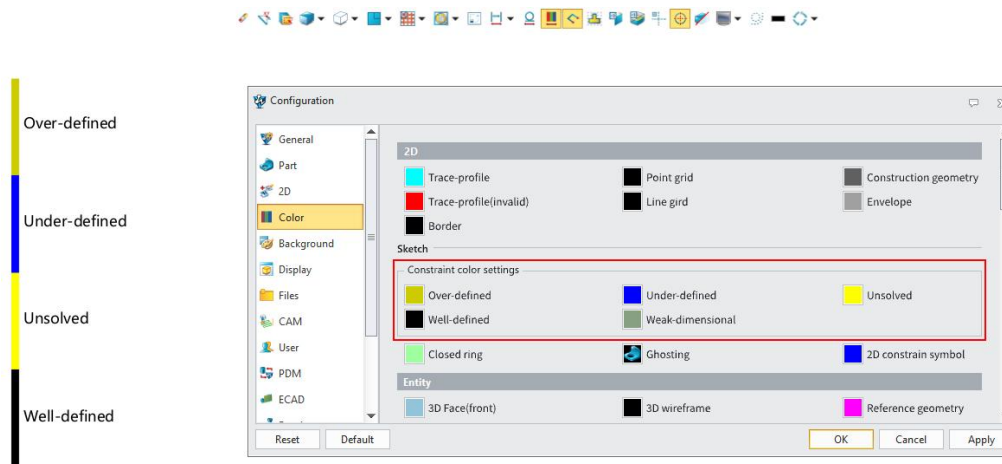 Over-defined
Under-defined
Unsolved
Well-defined
Configuration
General
Part
2D
Color
Background
Display
Files
CAM
User
PDM
ECAD
2D
Trace-profile
Point grid
Construction geometry
Trace-profile(invalid)
Line gird
Envelope
Border
Sketch
Constraint color settings
Over-defined
Under-defined
Unsolved
Well-defined
Weak-dimensional
Closed ring
Ghosting
2D constrain symbol
Entity
3D Face(front)
3D wireframe
Reference geometry
Reset
Default
OK
Cancel
Apply